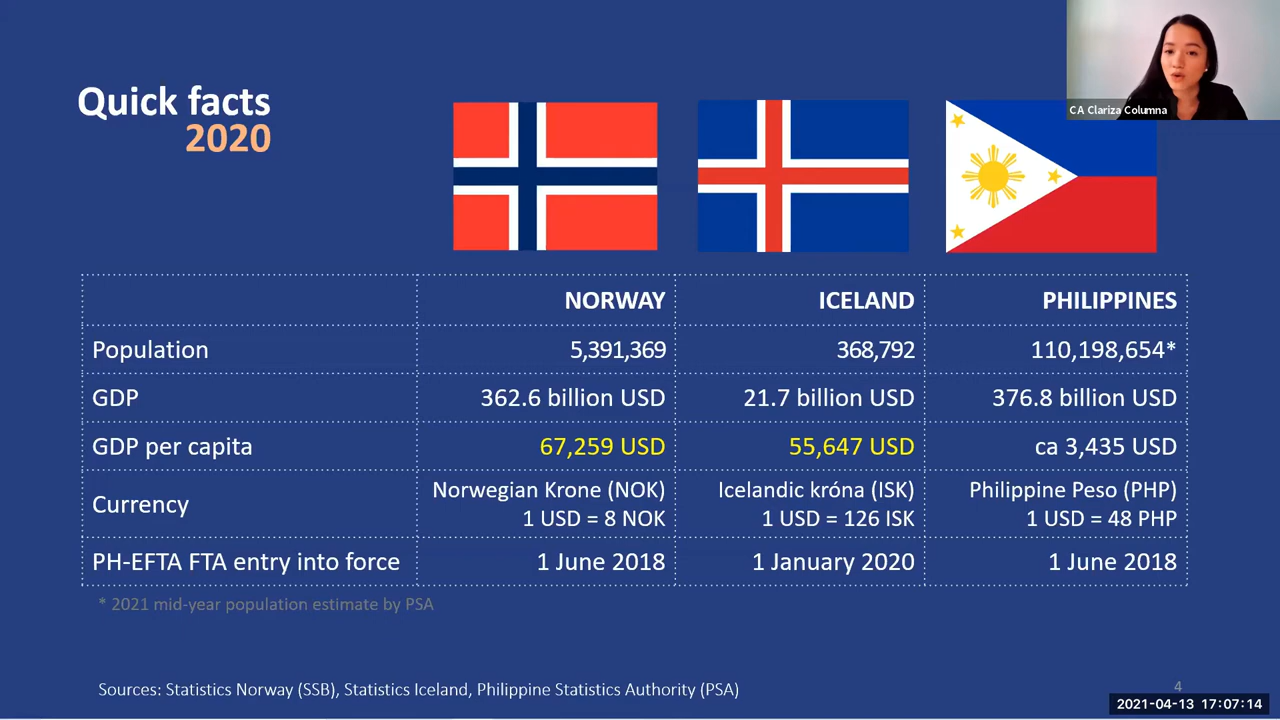 CA Clariza Columna
Quick facts
2020
NORWAY ICELAND PHILIPPINES
Population 5,391,369 368,792 110,198,654*
GDP 362.6 billion USD 21.7 billion USD 376.8 billion USD
GDP per capita 67,259 USD 55,647 USD ca 3,435 USD
Currency Norwegian Krone (NOK) Icelandic króna (ISK) Philippine Peso (PHP)
1 USD = 8 NOK 1 USD = 126 ISK 1 USD = 48 PHP
PH-EFTA FTA entry into force 1 June 2018 1 January 2020 1 June 2018
* 2021 mid-year population estimate by PSA
Sources: Statistics Norway (SSB), Statistics Iceland, Philippine Statistics Authority (PSA)
4
2021-04-13 17:07:14